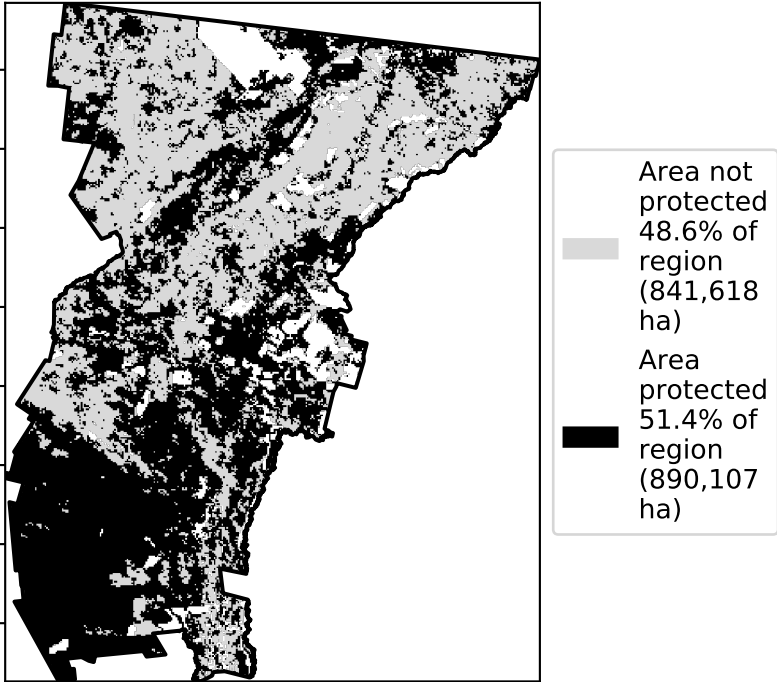 Area not
protected
48.6% of
region
(841,618
ha)
Area
protected
51.4% of
region
(890,107
ha)